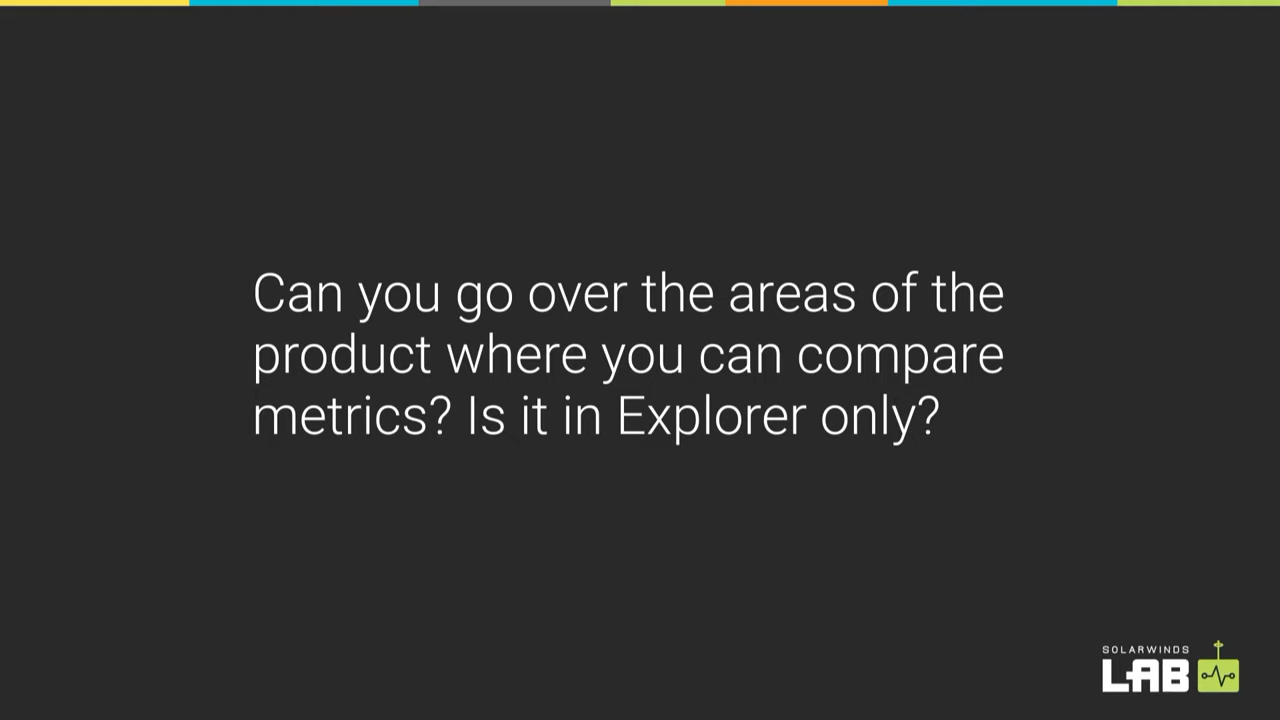 Can you go over the areas of the
product where you can compare
metrics? Is it in Explorer only?
SOLARWINDS
LAB